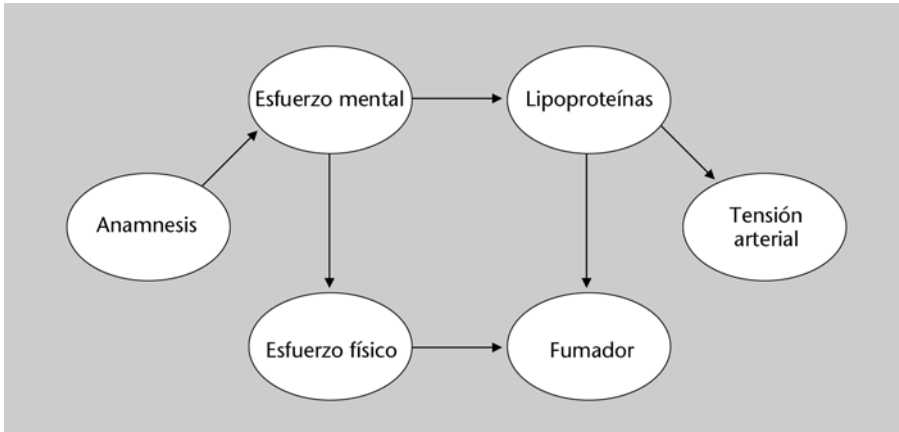 Esfuerzo mental
Lipoproteínas
Anamnesis
Tensión
arterial
Esfuerzo físico
Fumador